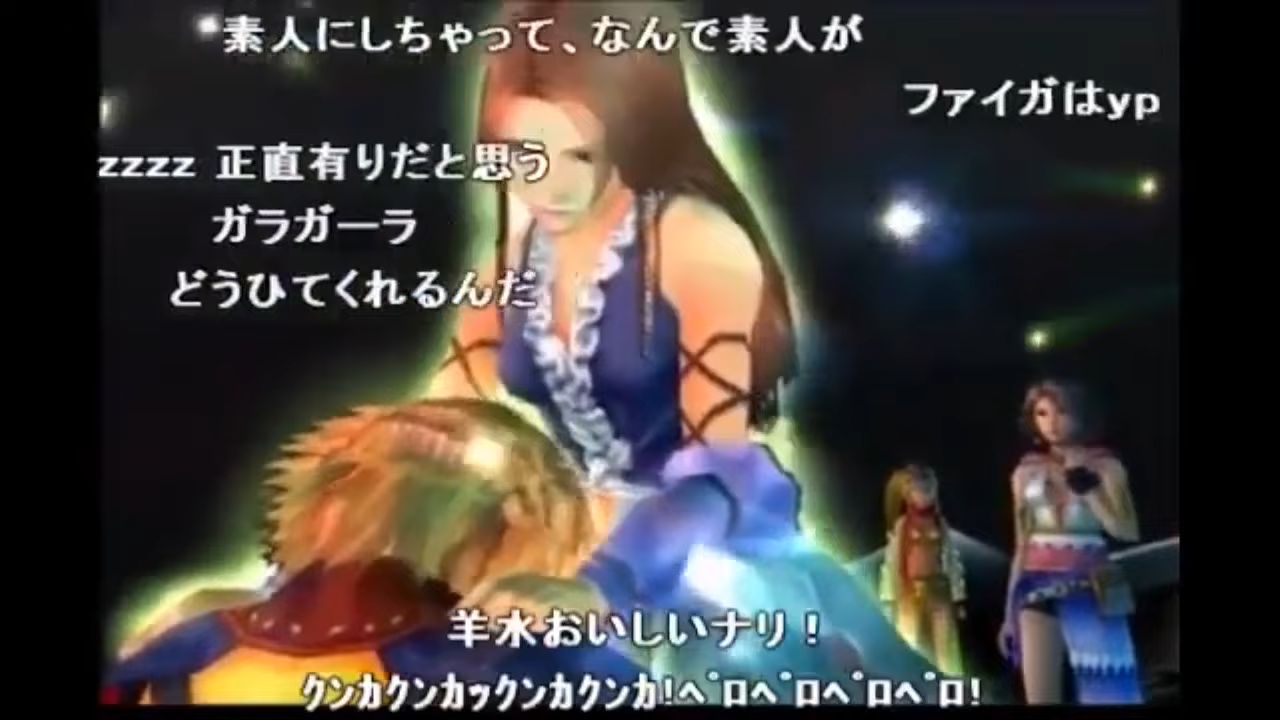 素人にしちゃって、なんで素人が
ファイガはyp
zzzz 正直有りだと思う
ガラガーラ
どうひてくれるんだ
羊水おいしいナリ！
ｸﾝｶｸﾝｶｯｸﾝｶｸﾝｶ!ﾍﾟﾛﾍﾟﾛﾍﾟﾛﾍﾟﾛ!